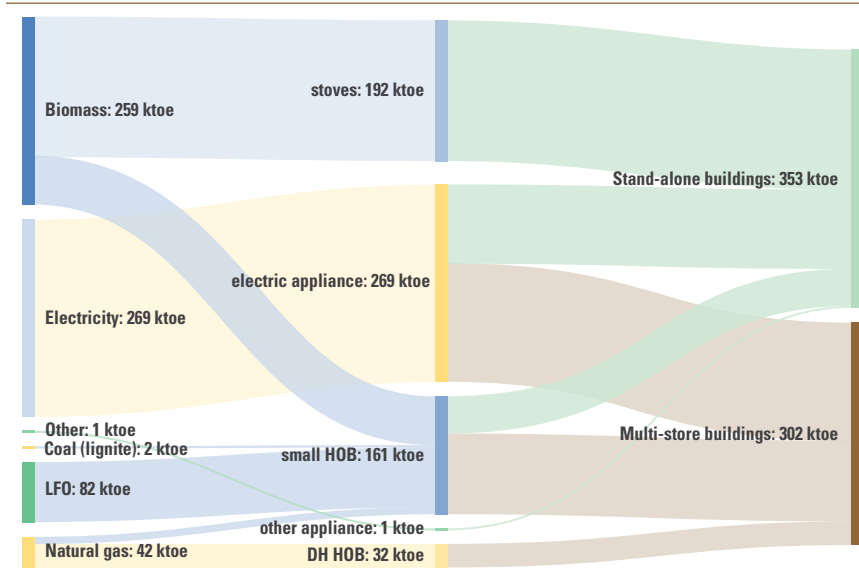 Biomass: 259 ktoe
Electricity: 269 ktoe
Other: 1 ktoe
Coal (lignite): 2 ktoe
LFO: 82 ktoe
Natural gas: 42 ktoe
stoves: 192 ktoe
electric appliance: 269 ktoe
small HOB: 161 ktoe
other appliance: 1 ktoe
DH HOB: 32 ktoe
Stand-alone buildings: 353 ktoe
Multi-store buildings: 302 ktoe